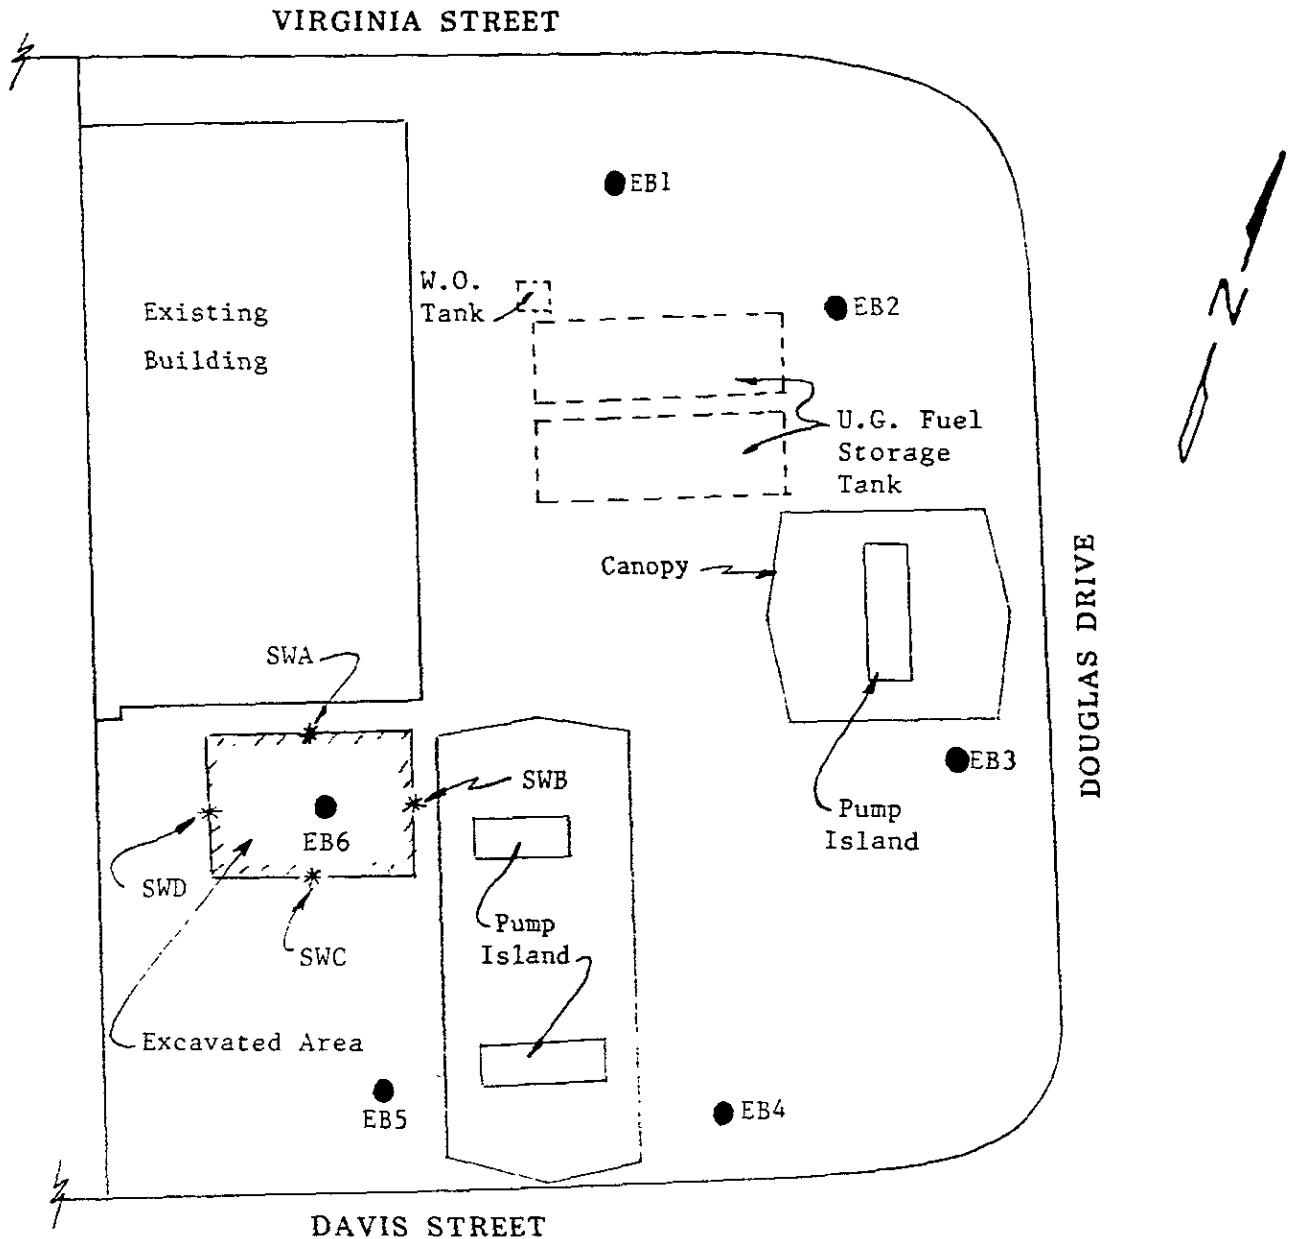 VIRGINIA STREET
EB1
W.O.
Tank
EB2
Existing
Building
U.G. Fuel
Storage
Tank
Canopy
DOUGLAS DRIVE
N
SWA
EB3
SWB
Pump
Island
EB6
SWD
Pump
Island
SWC
Excavated Area
EB5
EB4
DAVIS STREET